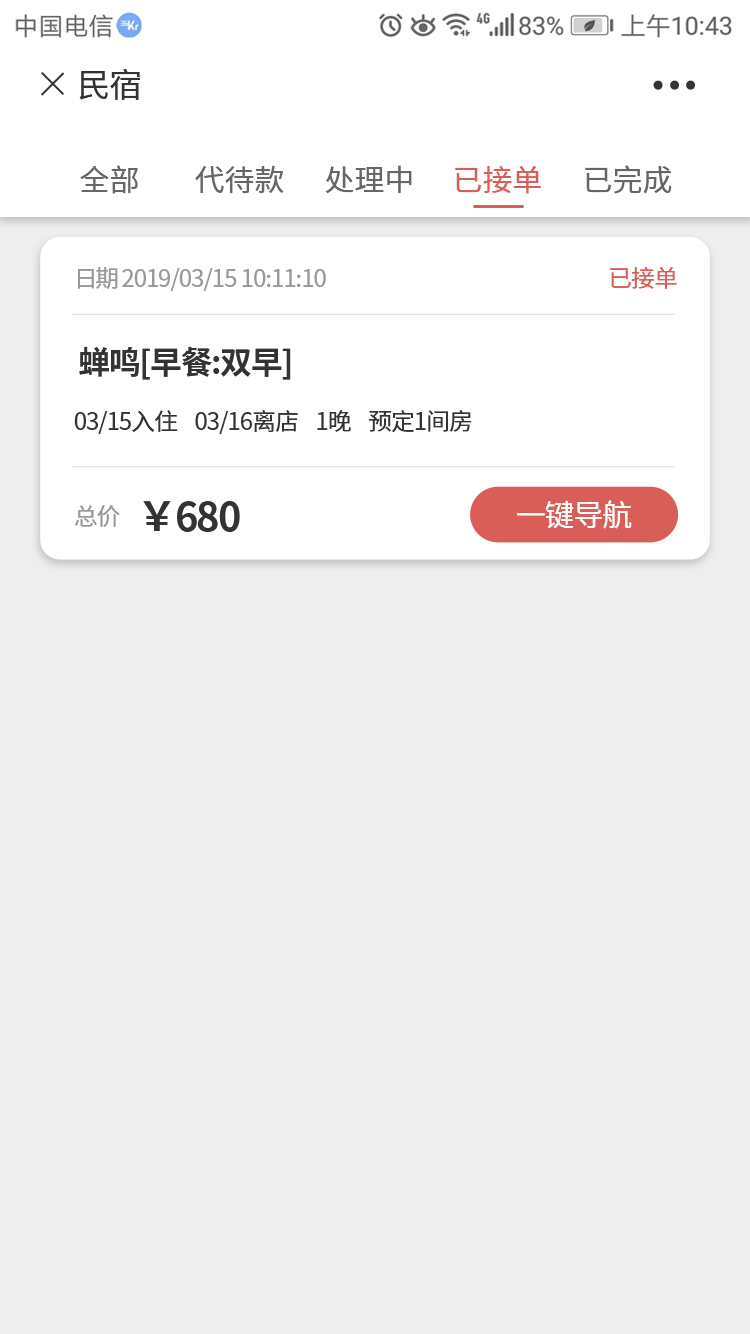 中国电信 36Kr 4G 83% 上午10:43
民宿
全部 代待款 处理中 已接单 已完成
日期 2019/03/15 10:11:10 已接单
蝉鸣[早餐:双早]
03/15入住 03/16离店 1晚 预定1间房
总价 ￥680 一键导航